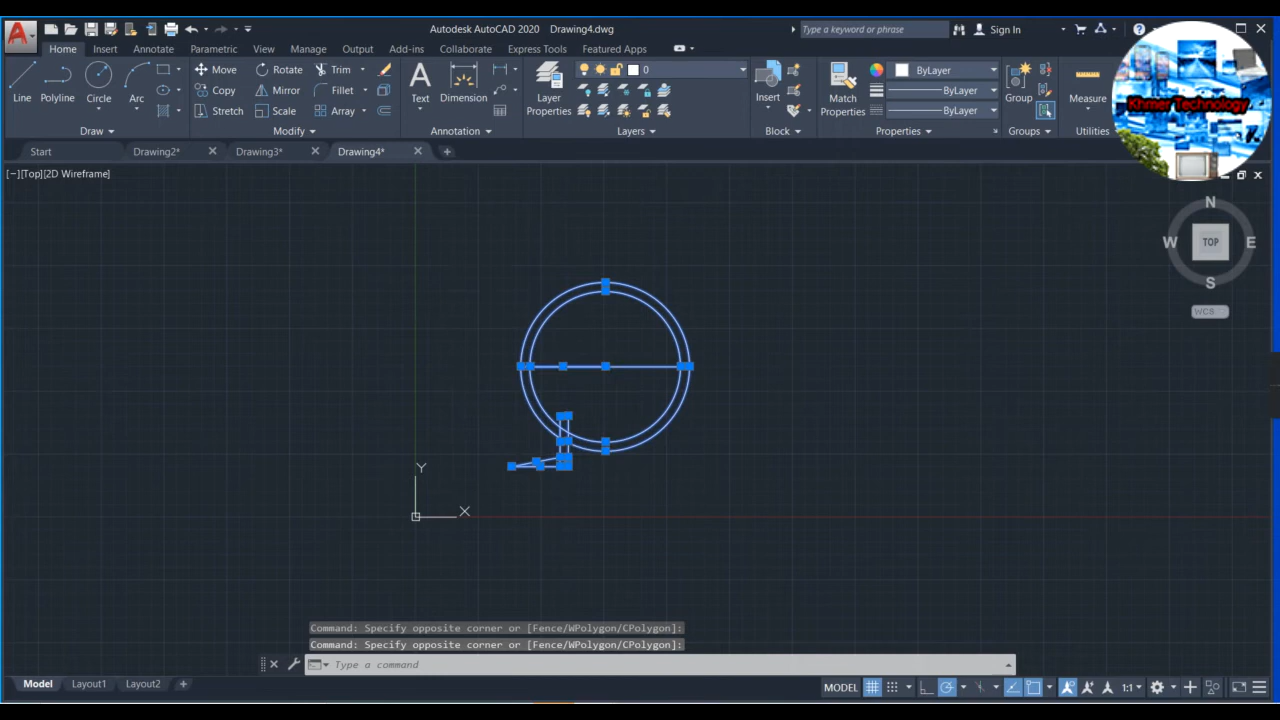 Autodesk AutoCAD 2020 Drawing4.dwg
Type a keyword or phrase
Sign In
Home Insert Annotate Parametric View Manage Output Add-ins Collaborate Express Tools Featured Apps
Line
Polyline
Circle
Arc
Move
Rotate
Trim
Copy
Mirror
Fillet
Stretch
Scale
Array
Text
Dimension
Layer
Properties
0
Insert
Match
Properties
ByLayer
ByLayer
ByLayer
Group
Measure
Khmer Technology
Draw
Modify
Annotation
Layers
Block
Properties
Groups
Utilities
Start Drawing2* Drawing3* Drawing4*
[−][Top][2D Wireframe]
N
W TOP E
S
WCS
Y
X
Command: Specify opposite corner or [Fence/WPolygon/CPolygon]:
Command: Specify opposite corner or [Fence/WPolygon/CPolygon]:
Type a command
Model Layout1 Layout2 +
MODEL
1:1